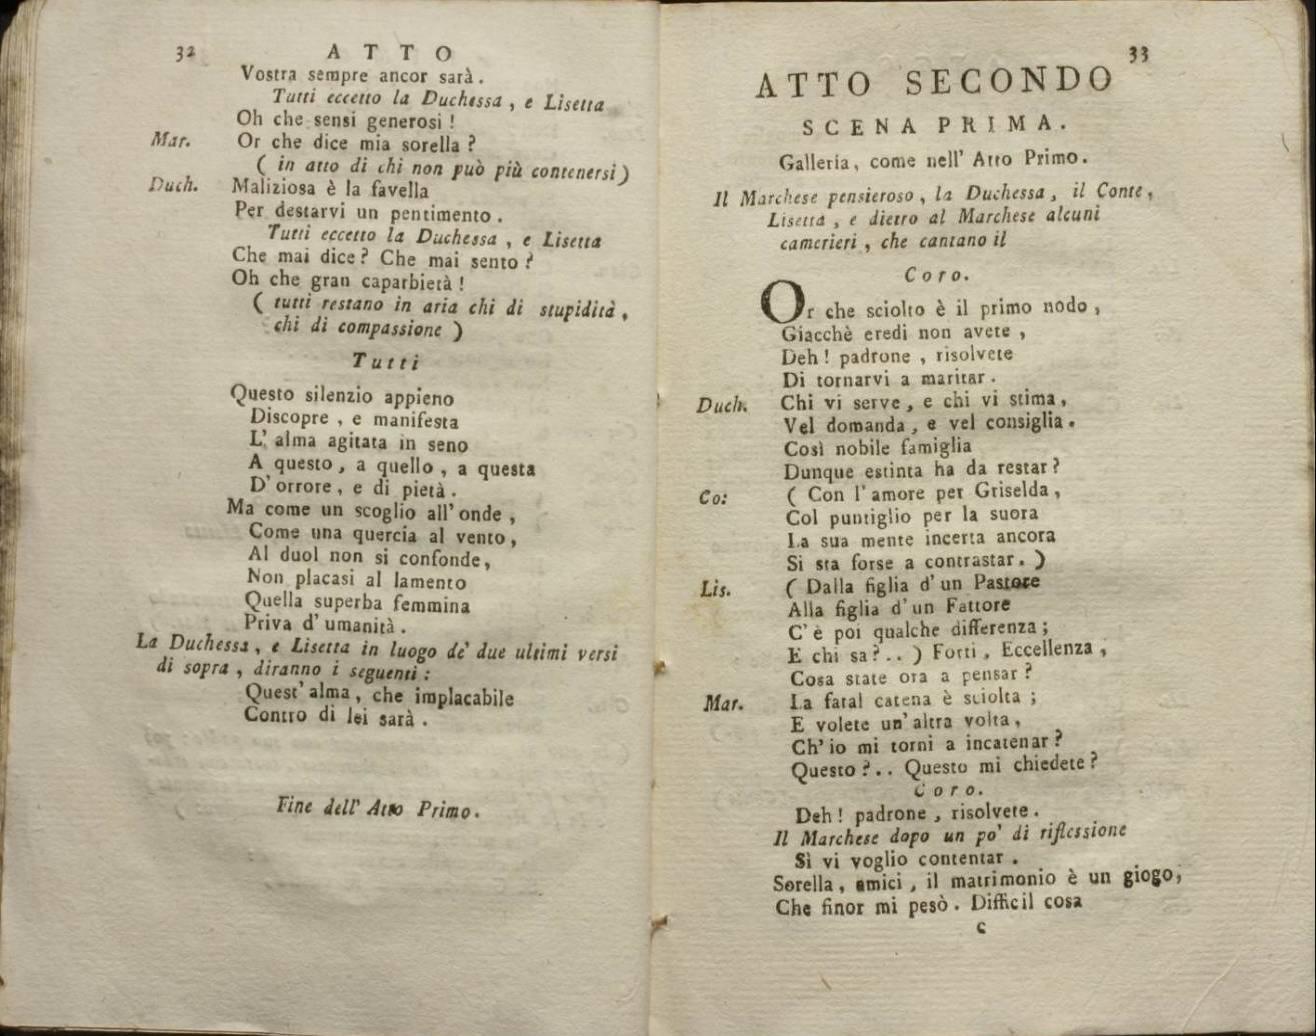 32 ATTO
Vostra sempre ancor sarà.
Tutti eccetto la Duchessa, e Lisetta
Oh che sensi generosi!
Mar. Or che dice mia sorella?
( in atto di chi non può più contenersi)
Duch. Maliziosa è la favella
Per destarvi un pentimento.
Tutti eccetto la Duchessa, e Lisetta
Che mai dice? Che mai sento?
Oh che gran caparbietà!
( tutti restano in aria chi di stupidità,
chi di compassione )
Tutti
Questo silenzio appieno
Discopre, e manifesta
L'alma agitata in seno
A questo, a quello, a questa
D'orrore, e di pietà.
Ma come un scoglio all'onde,
Come una quercia al vento,
Al duol non si confonde,
Non placasi al lamento
Quella superba femmina
Priva d'umanità.
La Duchessa, e Lisetta in luogo de' due ultimi versi
di sopra, diranno i seguenti:
Quest'alma, che implacabile
Contro di lei sarà.
Fine dell' Atto Primo.
33
ATTO SECONDO
SCENA PRIMA.
Galleria, come nell' Atto Primo.
Il Marchese pensieroso, la Duchessa, il Conte,
Lisetta, e dietro al Marchese alcuni
camerieri, che cantano il
Coro.
Or che sciolto è il primo nodo,
Giacchè eredi non avete,
Deh! padrone, risolvete
Di tornarvi a maritar.
Duch. Chi vi serve, e chi vi stima,
Vel domanda, e vel consiglia.
Così nobile famiglia
Dunque estinta ha da restar?
Co: ( Con l'amore per Griselda,
Col puntiglio per la suora
La sua mente incerta ancora
Si sta forse a contrastar. )
Lis. ( Dalla figlia d'un Pastore
Alla figlia d'un Fattore
C'è poi qualche differenza;
E chi sa?.. ) Forti, Eccellenza,
Cosa state ora a pensar?
Mar. La fatal catena è sciolta;
E volete un'altra volta,
Ch'io mi torni a incatenar?
Questo?.. Questo mi chiedete?
Coro.
Deh! padrone, risolvete.
Il Marchese dopo un po' di riflessione
Sì vi voglio contentar.
Sorella, amici, il matrimonio è un giogo,
Che finor mi pesò. Difficil cosa
C